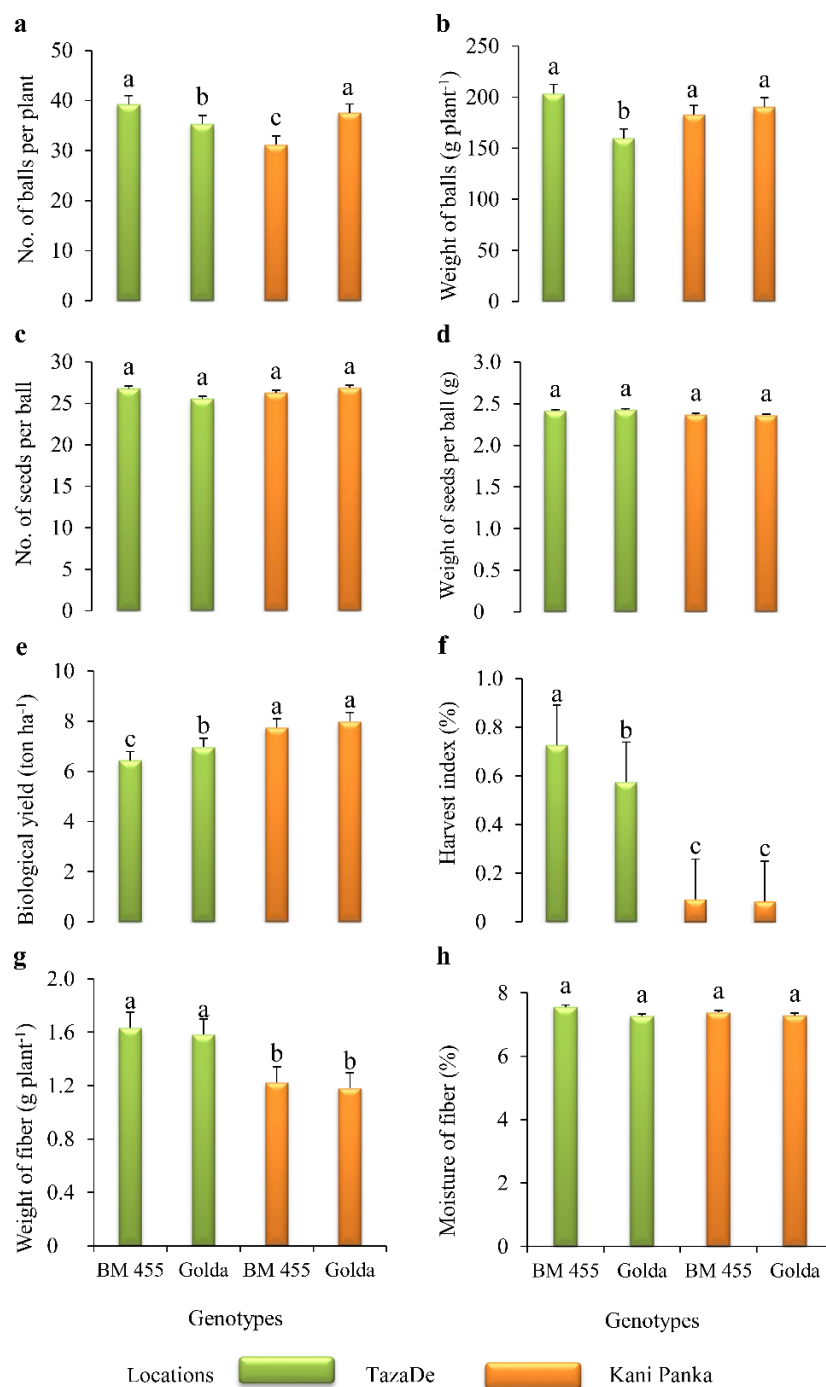 a
50
40
30
20
10
0
No. of balls per plant
a
b
c
a
b
250
200
150
100
50
0
Weight of balls (g plant⁻¹)
a
b
a
a
c
30
25
20
15
10
5
0
No. of seeds per ball
a
a
a
a
d
3.0
2.5
2.0
1.5
1.0
0.5
0
Weight of seeds per ball (g)
a
a
a
a
e
10
8
6
4
2
0
Biological yield (ton ha⁻¹)
c
b
a
a
f
1.0
0.8
0.6
0.4
0.2
0
Harvest index (%)
a
b
c
c
g
2.0
1.6
1.2
0.8
0.4
0
Weight of fiber (g plant⁻¹)
a
a
b
b
BM 455 Golda BM 455 Golda
Genotypes
h
8
6
4
2
0
Moisture of fiber (%)
a
a
a
a
BM 455 Golda BM 455 Golda
Genotypes
Locations TazaDe Kani Panka